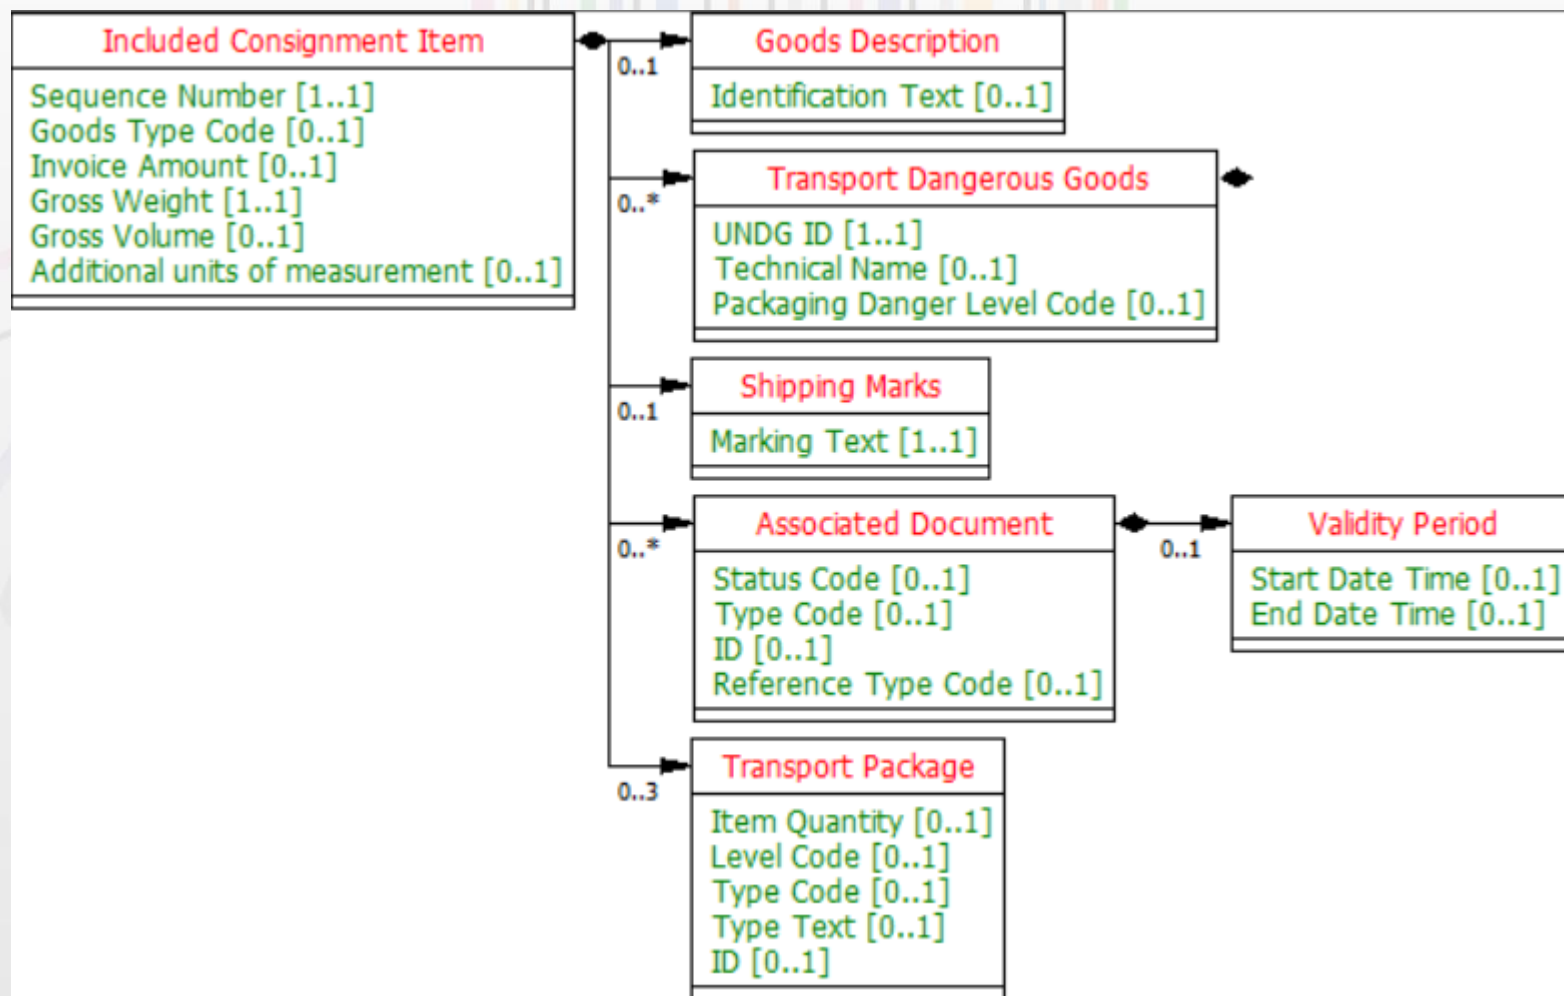 Included Consignment Item
Sequence Number [1..1]
Goods Type Code [0..1]
Invoice Amount [0..1]
Gross Weight [1..1]
Gross Volume [0..1]
Additional units of measurement [0..1]
0..1
Goods Description
Identification Text [0..1]
0..*
Transport Dangerous Goods
UNDG ID [1..1]
Technical Name [0..1]
Packaging Danger Level Code [0..1]
0..1
Shipping Marks
Marking Text [1..1]
0..*
Associated Document
Status Code [0..1]
Type Code [0..1]
ID [0..1]
Reference Type Code [0..1]
0..1
Validity Period
Start Date Time [0..1]
End Date Time [0..1]
0..3
Transport Package
Item Quantity [0..1]
Level Code [0..1]
Type Code [0..1]
Type Text [0..1]
ID [0..1]